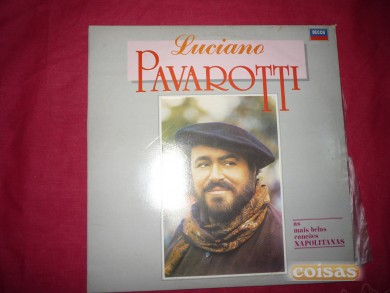 Luciano
DECCA
PAVAROTTI
as
mais belas
canções
NAPOLITANAS
coisas